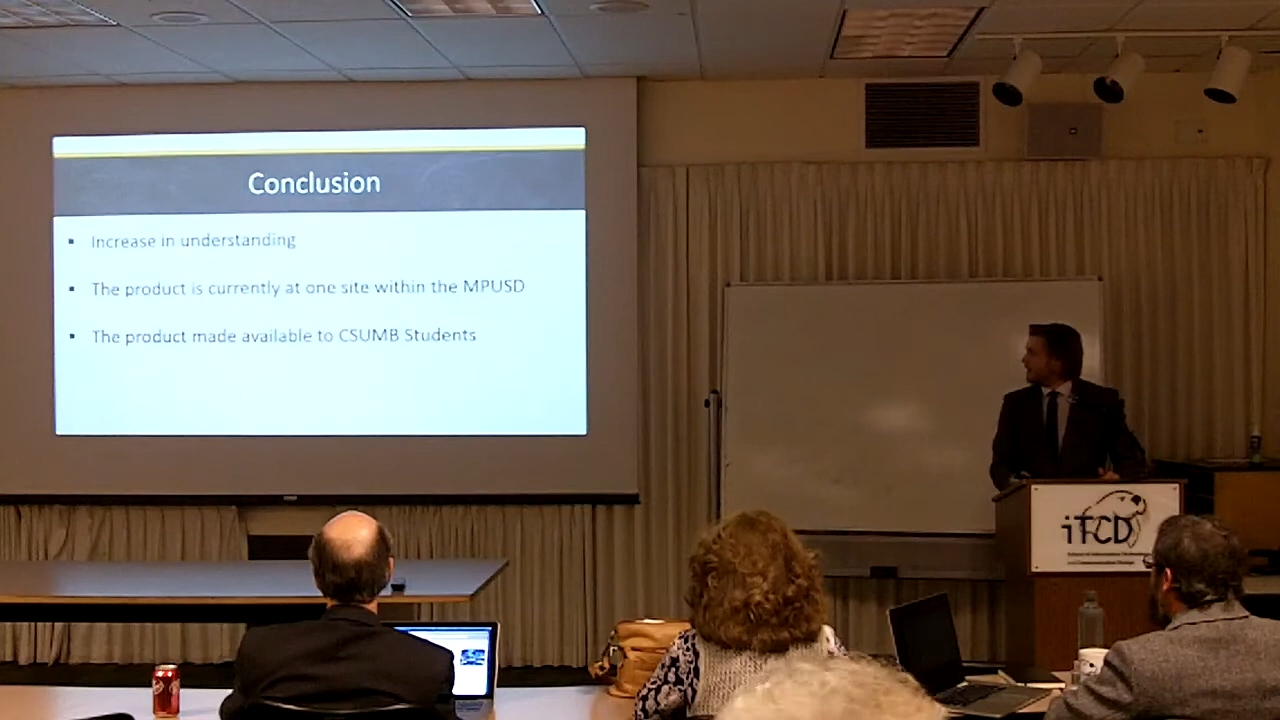 Conclusion
▪ Increase in understanding
▪ The product is currently at one site within the MPUSD
▪ The product made available to CSUMB Students
iTCD